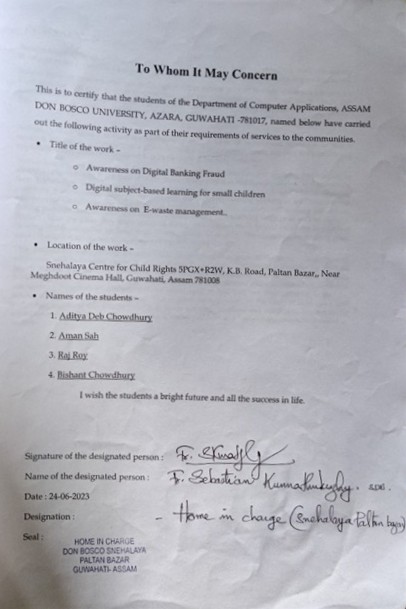 To Whom It May Concern
This is to certify that the students of the Department of Computer Applications, ASSAM
DON BOSCO UNIVERSITY, AZARA, GUWAHATI -781017, named below have carried
out the following activity as part of their requirements of services to the communities.
• Title of the work –
o Awareness on Digital Banking Fraud
o Digital subject-based learning for small children
o Awareness on E-waste management..
• Location of the work –
Snehalaya Centre for Child Rights 5PGX+R2W, K.B. Road, Paltan Bazar,, Near
Meghdoot Cinema Hall, Guwahati, Assam 781008
• Names of the students –
1. Aditya Deb Chowdhury
2. Aman Sah
3. Raj Roy
4. Bishant Chowdhury
I wish the students a bright future and all the success in life.
Signature of the designated person : Fr.
Name of the designated person : Fr. Sebastian SDB.
Date : 24-06-2023
Designation : - Home in charge (Snehalaya Paltan
Seal :
HOME IN CHARGE
DON BOSCO SNEHALAYA
PALTAN BAZAR
GUWAHATI- ASSAM